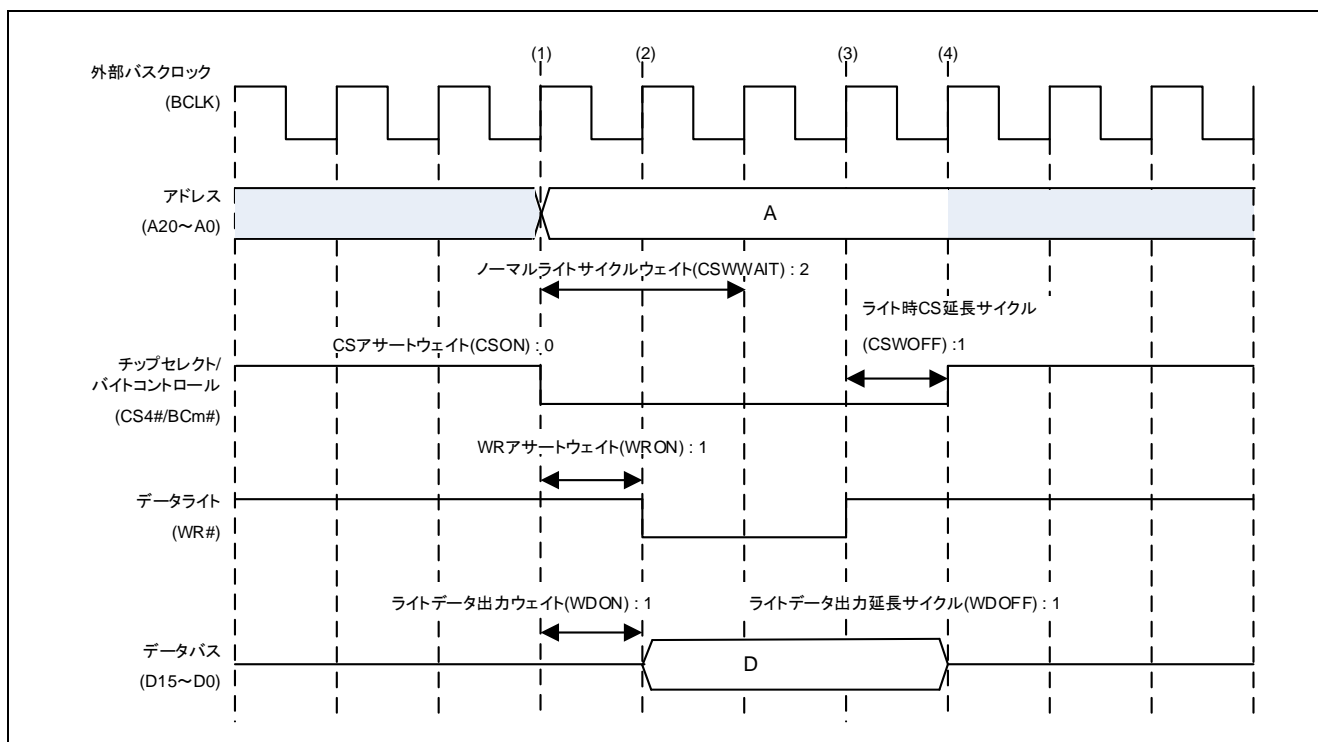 (1) (2) (3) (4)
外部バスクロック
(BCLK)
アドレス
(A20～A0)
A
ノーマルライトサイクルウェイト(CSWWAIT) : 2
ライト時CS延長サイクル
(CSWOFF) :1
CSアサートウェイト(CSON) : 0
チップセレクト/
バイトコントロール
(CS4#/BCm#)
WRアサートウェイト(WRON) : 1
データライト
(WR#)
ライトデータ出力ウェイト(WDON) : 1
ライトデータ出力延長サイクル(WDOFF) : 1
データバス
(D15～D0)
D